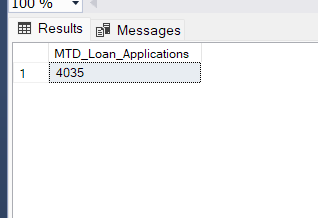 100 %
Results Messages
MTD_Loan_Applications
1 4035